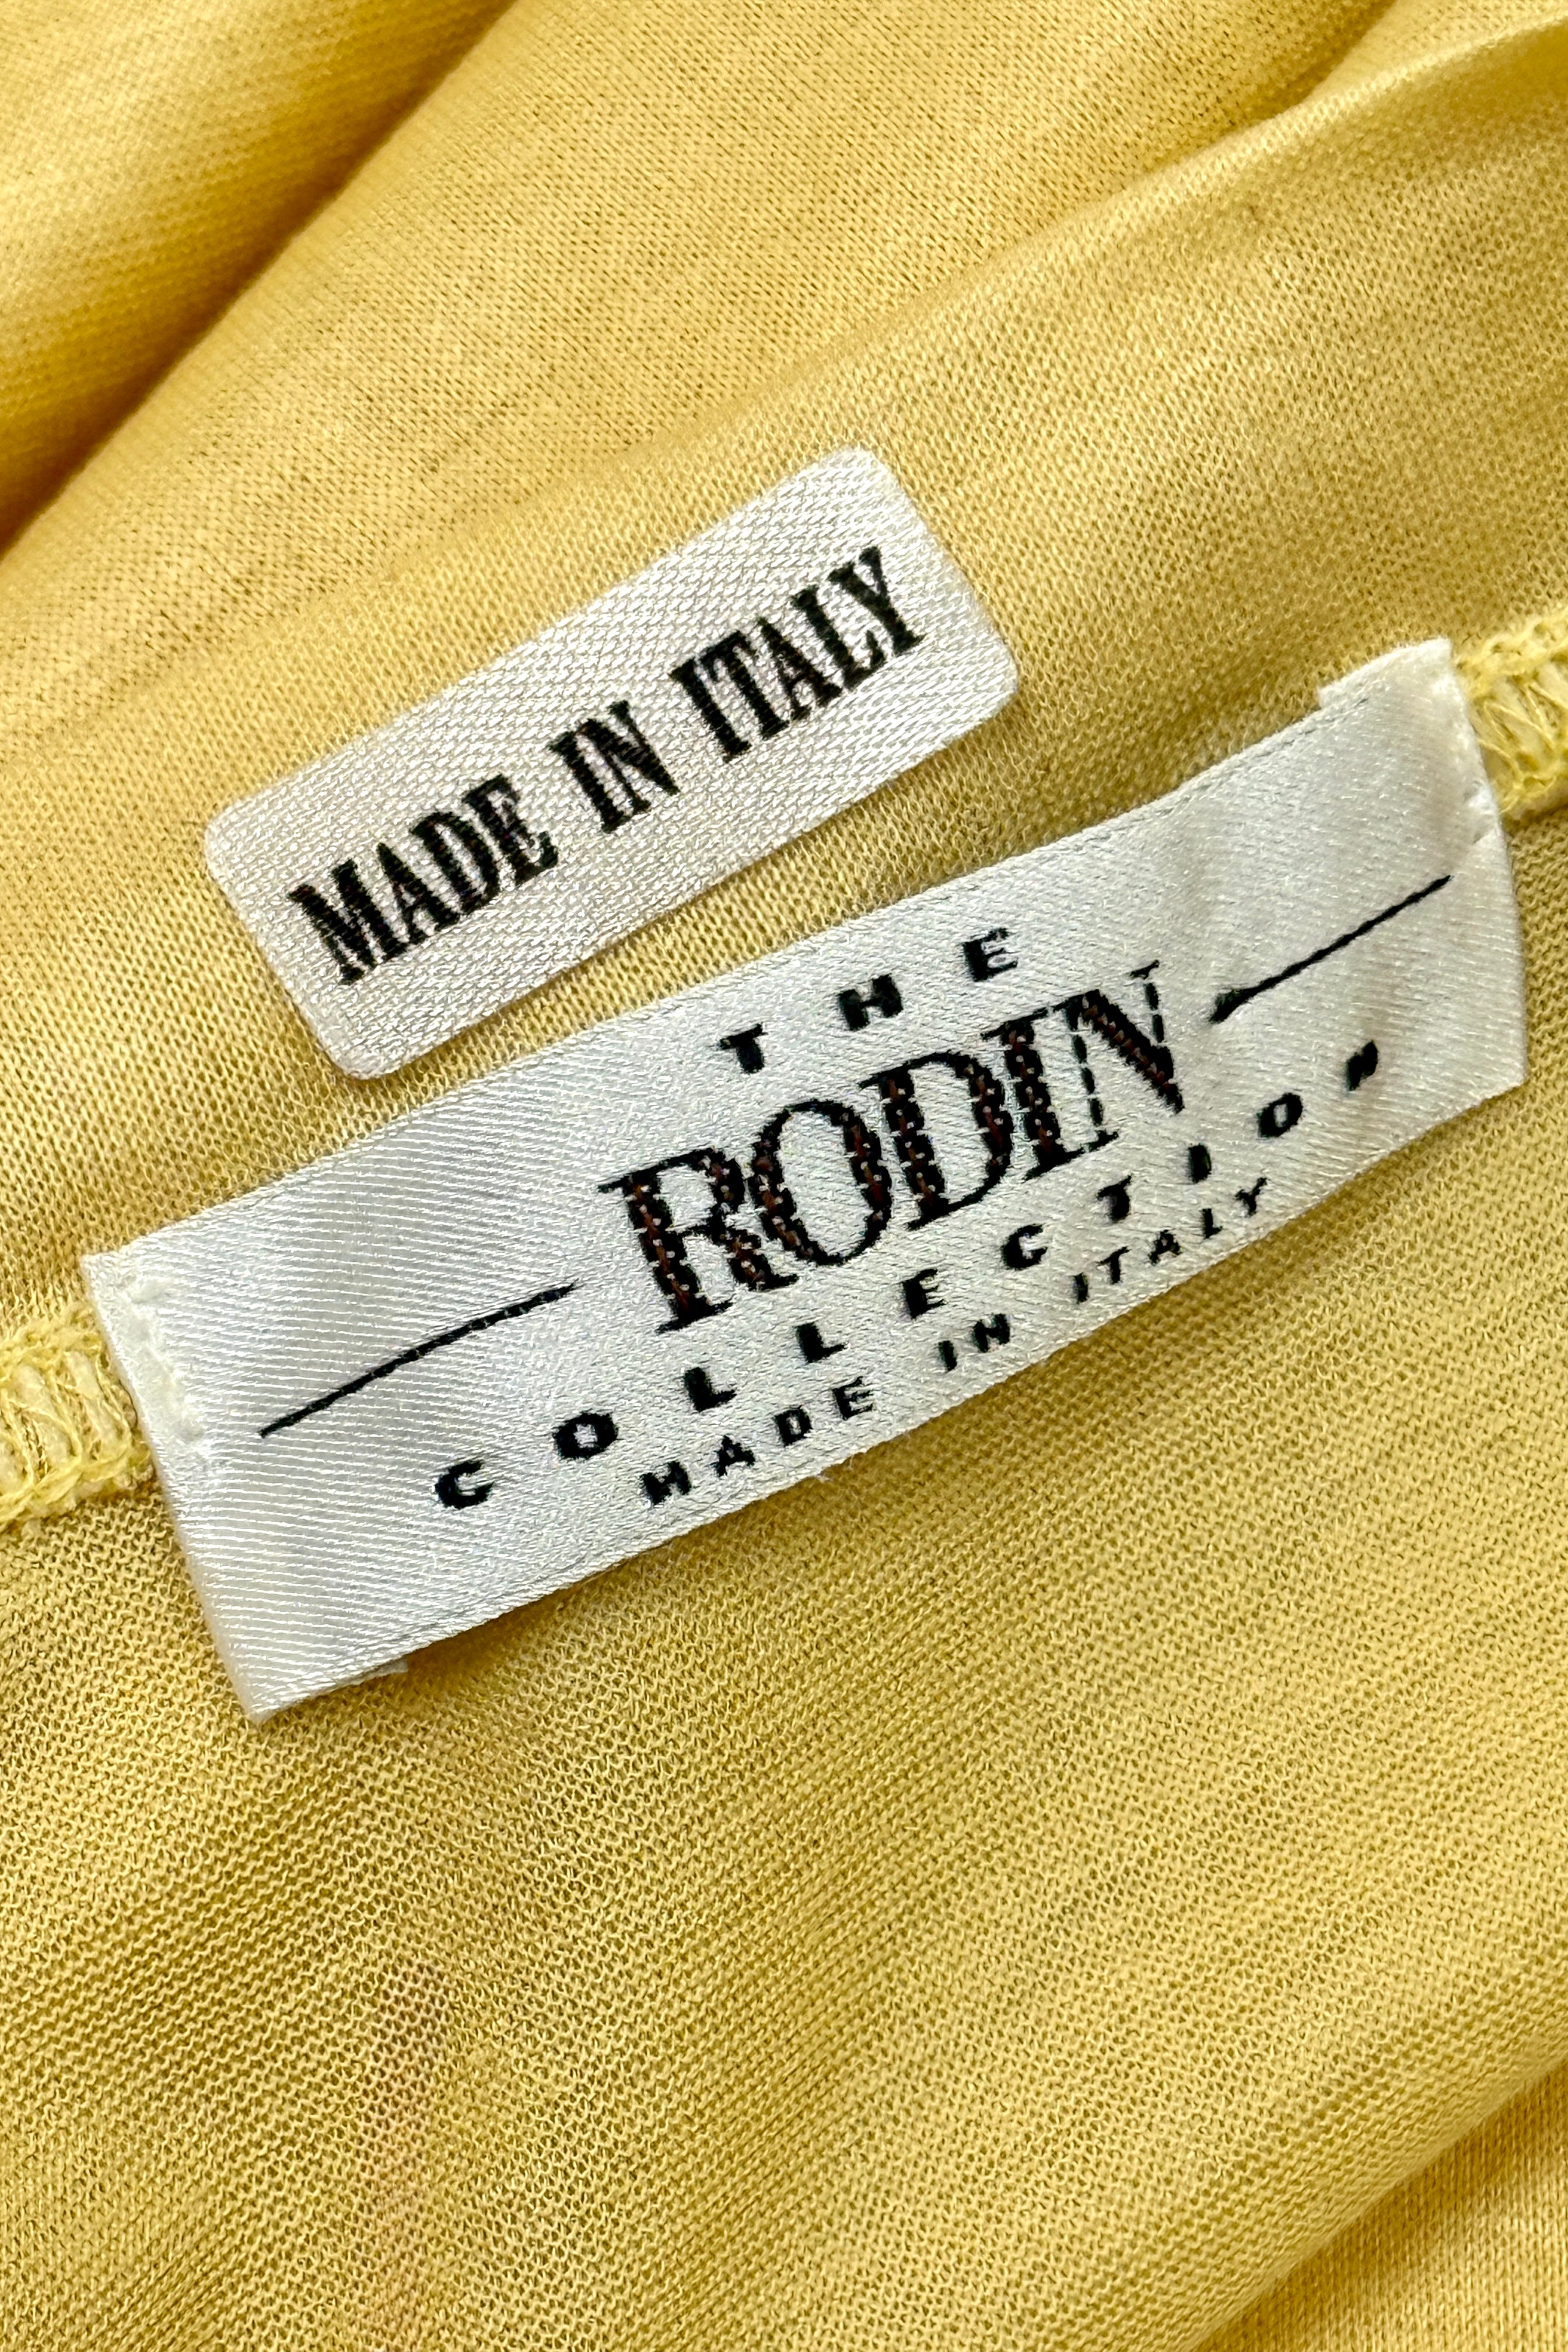 MADE IN ITALY
THE
RODIN
COLLECTION
MADE IN ITALY